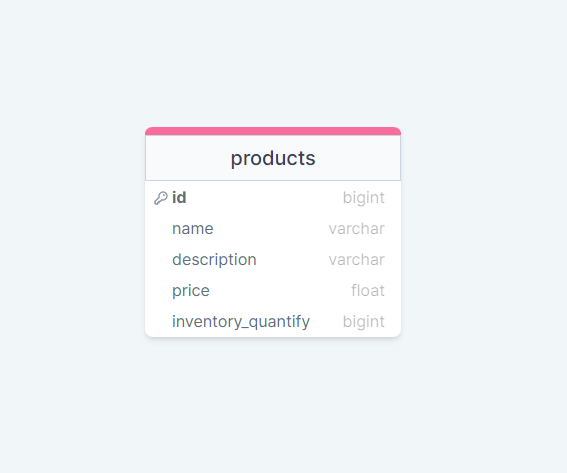 products
id bigint
name varchar
description varchar
price float
inventory_quantify bigint